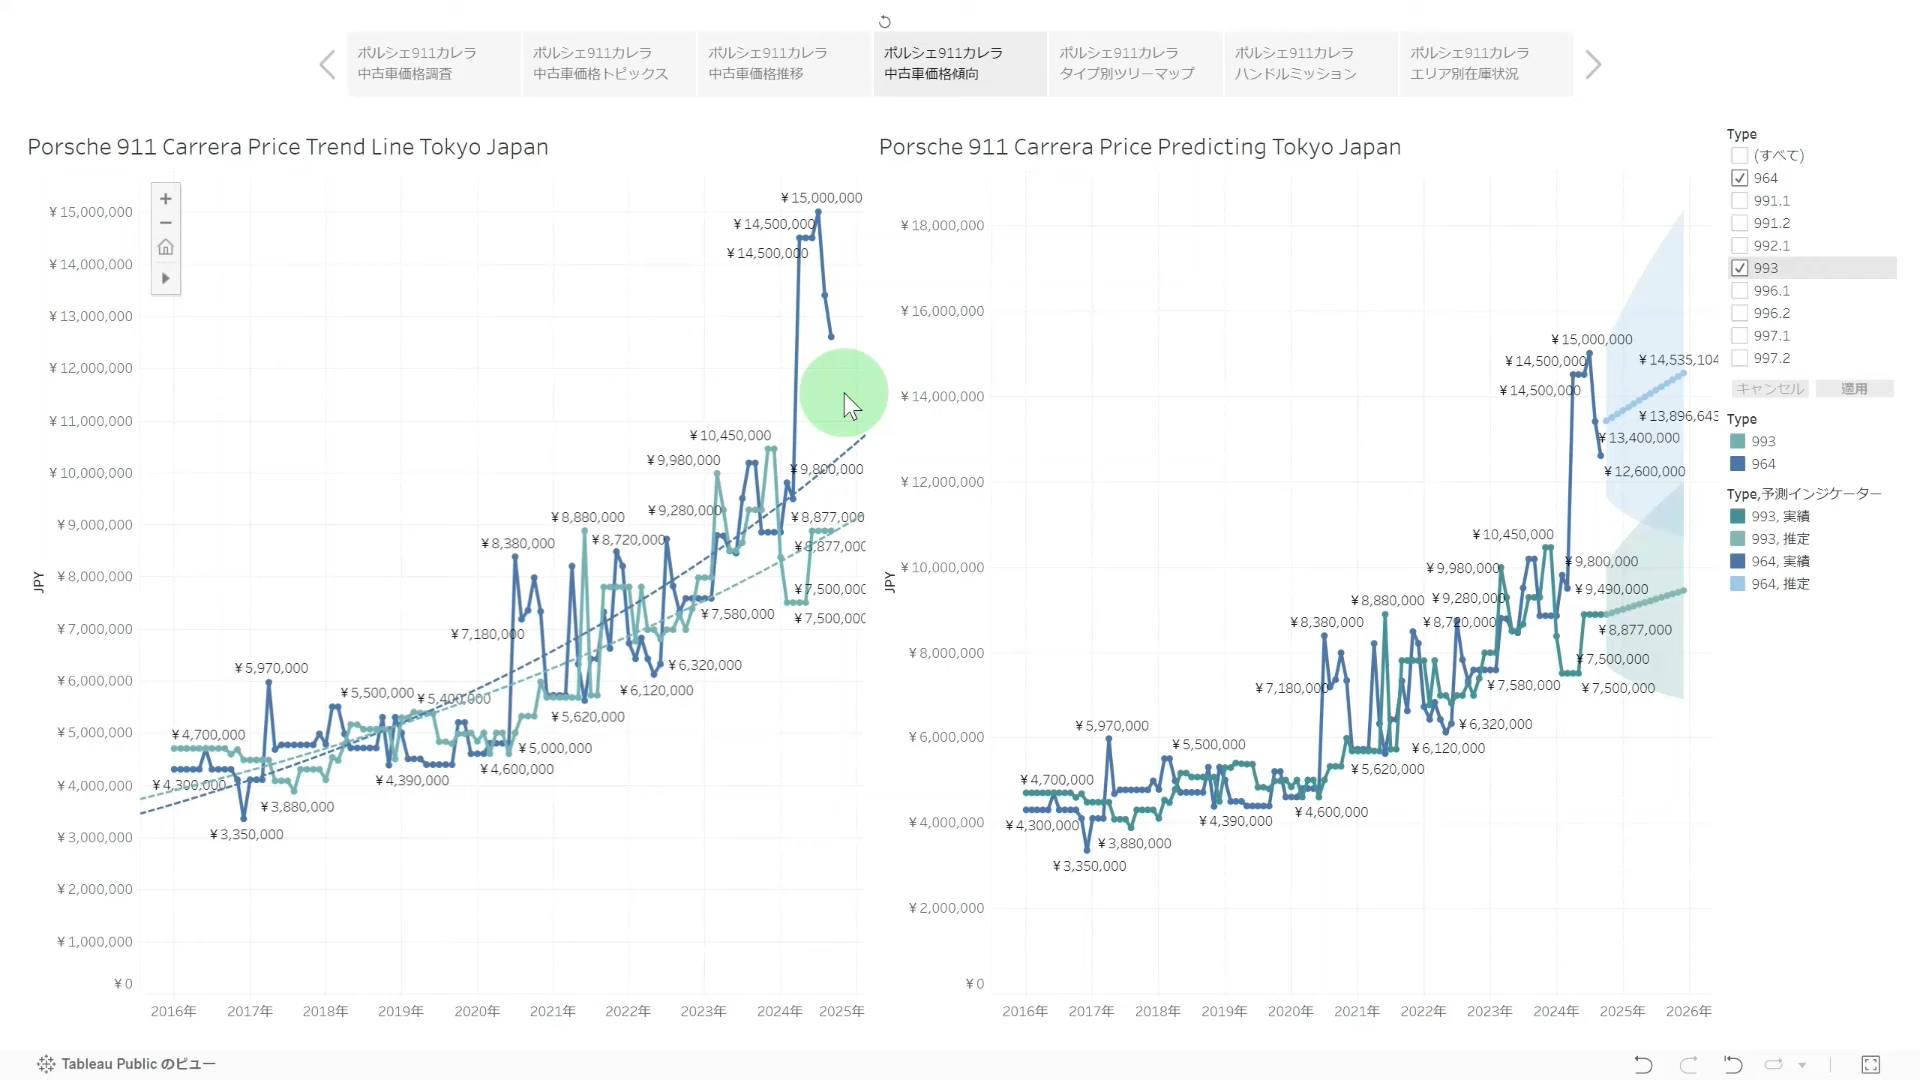 ポルシェ911カレラ
中古車価格調査
ポルシェ911カレラ
中古車価格トピックス
ポルシェ911カレラ
中古車価格推移
ポルシェ911カレラ
中古車価格傾向
ポルシェ911カレラ
タイプ別ツリーマップ
ポルシェ911カレラ
ハンドルミッション
ポルシェ911カレラ
エリア別在庫状況
Porsche 911 Carrera Price Trend Line Tokyo Japan
¥15,000,000
¥14,000,000
¥13,000,000
¥12,000,000
¥11,000,000
¥10,000,000
¥9,000,000
¥8,000,000
¥7,000,000
¥6,000,000
¥5,000,000
¥4,000,000
¥3,000,000
¥2,000,000
¥1,000,000
¥0
JPY
¥15,000,000
¥14,500,000
¥14,500,000
¥10,450,000
¥9,980,000
¥9,800,000
¥9,280,000
¥8,880,000
¥8,877,000
¥8,720,000
¥8,380,000
¥8,877,000
¥7,500,000
¥7,580,000
¥7,500,000
¥7,180,000
¥5,970,000
¥6,320,000
¥6,120,000
¥5,500,000
¥5,400,000
¥5,620,000
¥4,700,000
¥5,000,000
¥4,600,000
¥4,390,000
¥4,300,000
¥3,880,000
¥3,350,000
2016年
2017年
2018年
2019年
2020年
2021年
2022年
2023年
2024年
2025年
Porsche 911 Carrera Price Predicting Tokyo Japan
¥18,000,000
¥16,000,000
¥14,000,000
¥12,000,000
¥10,000,000
¥8,000,000
¥6,000,000
¥4,000,000
¥2,000,000
¥0
JPY
¥15,000,000
¥14,500,000
¥14,535,104
¥14,500,000
¥13,896,643
¥13,400,000
¥12,600,000
¥10,450,000
¥9,980,000
¥9,800,000
¥9,490,000
¥8,880,000
¥9,280,000
¥8,380,000
¥8,720,000
¥8,877,000
¥7,500,000
¥7,180,000
¥7,580,000
¥7,500,000
¥5,970,000
¥6,320,000
¥5,500,000
¥6,120,000
¥5,620,000
¥4,700,000
¥4,600,000
¥4,300,000
¥4,390,000
¥3,880,000
¥3,350,000
2016年
2017年
2018年
2019年
2020年
2021年
2022年
2023年
2024年
2025年
2026年
Type
(すべて)
964
991.1
991.2
992.1
993
996.1
996.2
997.1
997.2
キャンセル
適用
Type
993
964
Type,予測インジケーター
993, 実績
993, 推定
964, 実績
964, 推定
Tableau Public のビュー